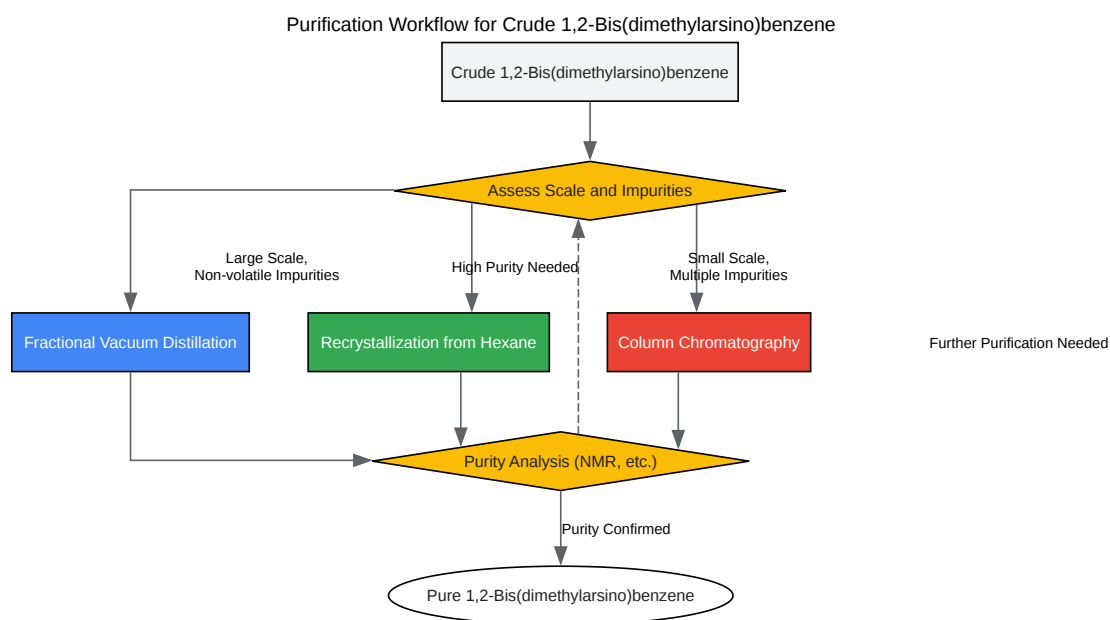 Purification Workflow for Crude 1,2-Bis(dimethylarsino)benzene
Crude 1,2-Bis(dimethylarsino)benzene
Assess Scale and Impurities
Large Scale,
Non-volatile Impurities
High Purity Needed
Small Scale,
Multiple Impurities
Fractional Vacuum Distillation
Recrystallization from Hexane
Column Chromatography
Further Purification Needed
Purity Analysis (NMR, etc.)
Purity Confirmed
Pure 1,2-Bis(dimethylarsino)benzene